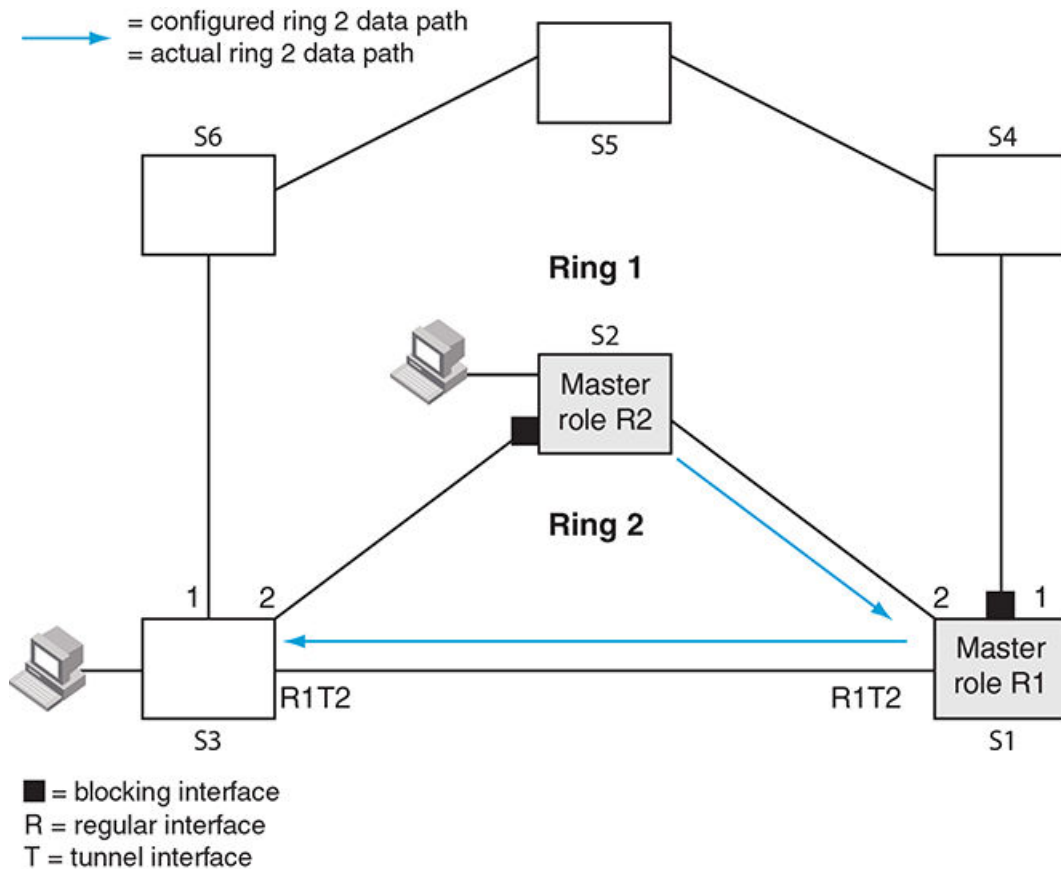 = configured ring 2 data path
= actual ring 2 data path
S6
S5
S4
Ring 1
S2
Master
role R2
Ring 2
1
2
2
1
Master
role R1
R1T2
R1T2
S3
S1
= blocking interface
R = regular interface
T = tunnel interface